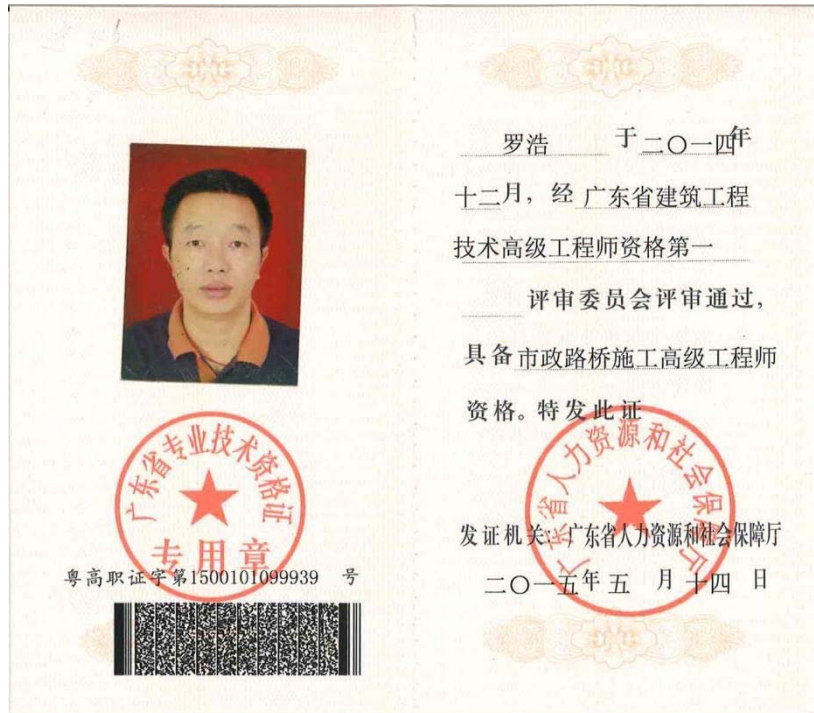 广东省专业技术资格证
专用章
粤高职证字第1500101099939 号
罗浩 于二〇一四年
十二月，经 广东省建筑工程
技术高级工程师资格第一
评审委员会评审通过，
具备市政路桥施工高级工程师
资格。特发此证
广东省人力资源和社会保障厅
发证机关：广东省人力资源和社会保障厅
二〇一五年五 月十四 日